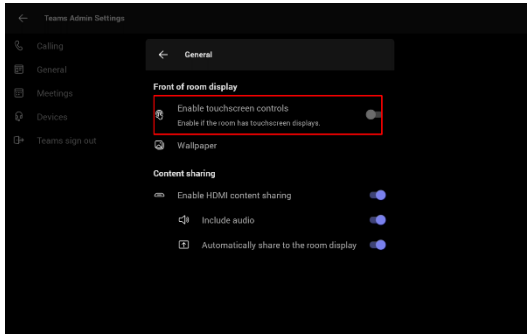 Teams Admin Settings
Calling
General
Meetings
Devices
Teams sign out
General
Front of room display
Enable touchscreen controls
Enable if the room has touchscreen displays.
Wallpaper
Content sharing
Enable HDMI content sharing
Include audio
Automatically share to the room display